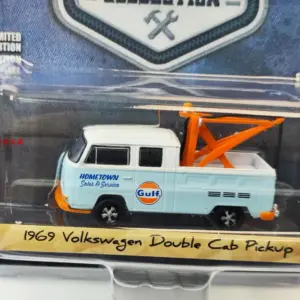 COLLECTION
LIMITED
EDITION
HOMETOWN
Sales & Service
Gulf
1969 Volkswagen Double Cab Pickup